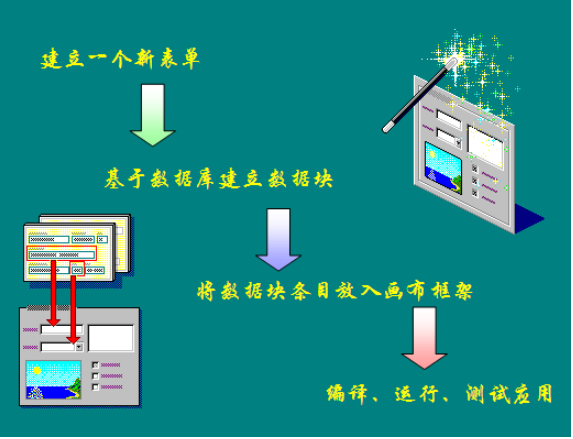 建立一个新表单
基于数据库建立数据块
将数据块条目放入画布框架
编译、运行、测试应用